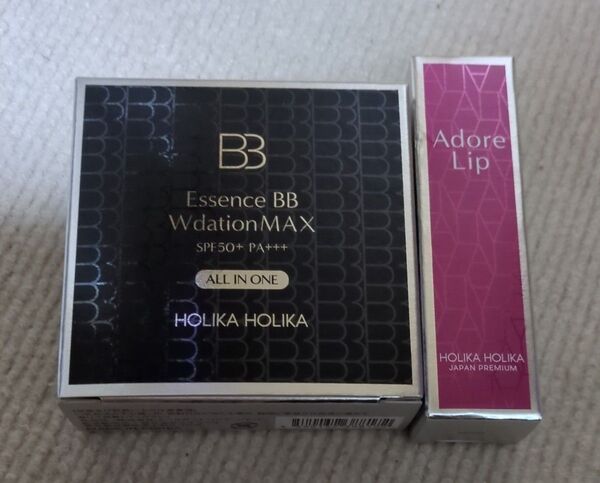 BB
Essence BB
WdationMAX
SPF50+ PA+++
ALL IN ONE
HOLIKA HOLIKA
Adore
Lip
HOLIKA HOLIKA
JAPAN PREMIUM